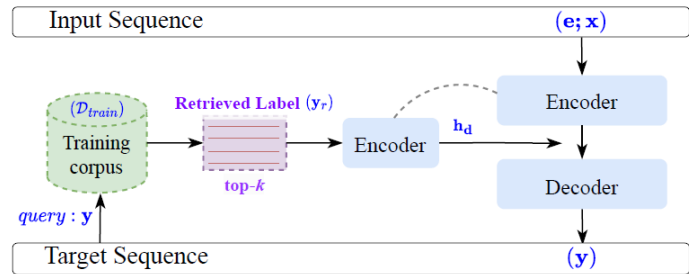 Input Sequence (e; x)
(𝒟train)
Training
corpus
Retrieved Label (yr)
top-k
Encoder
hd
Encoder
Decoder
query : y
Target Sequence (y)